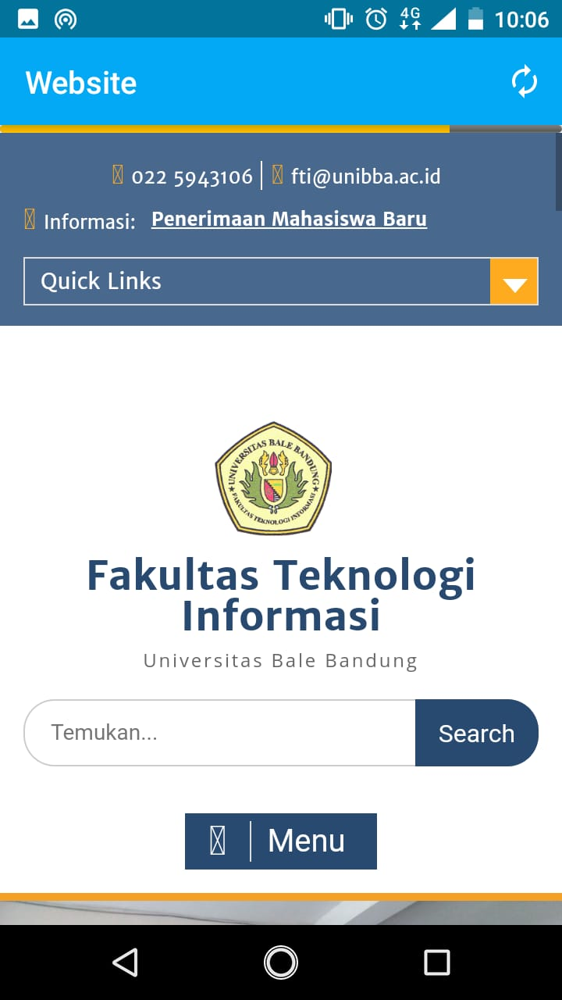 4G 10:06
Website
022 5943106 fti@unibba.ac.id
Informasi: Penerimaan Mahasiswa Baru
Quick Links
UNIVERSITAS BALE BANDUNG
FAKULTAS TEKNOLOGI INFORMASI
Fakultas Teknologi
Informasi
Universitas Bale Bandung
Temukan... Search
Menu